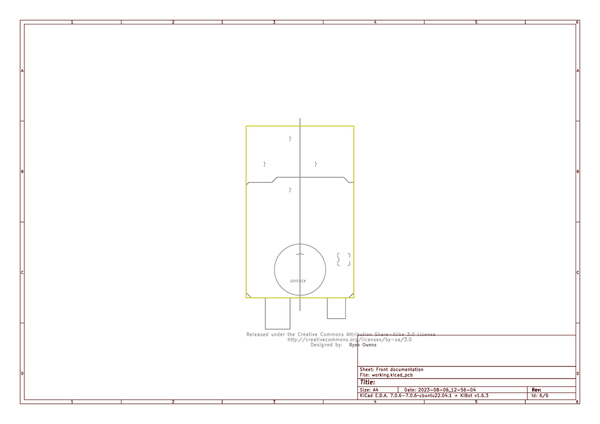 1 2 3 4 5 6
A A
B B
JOYSTICK
C C
Released under the Creative Commons Attribution Share-Alike 3.0 License
http://creativecommons.org/licenses/by-sa/3.0
Designed by: Ryan Owens
D D
Sheet: Front documentation
File: working.kicad_pcb
Title:
Size: A4 Date: 2023-08-06_12-56-04 Rev:
KiCad E.D.A. 7.0.6-7.0.6~ubuntu22.04.1 + KiBot v1.6.3 Id: 6/6
1 2 3 4 5 6